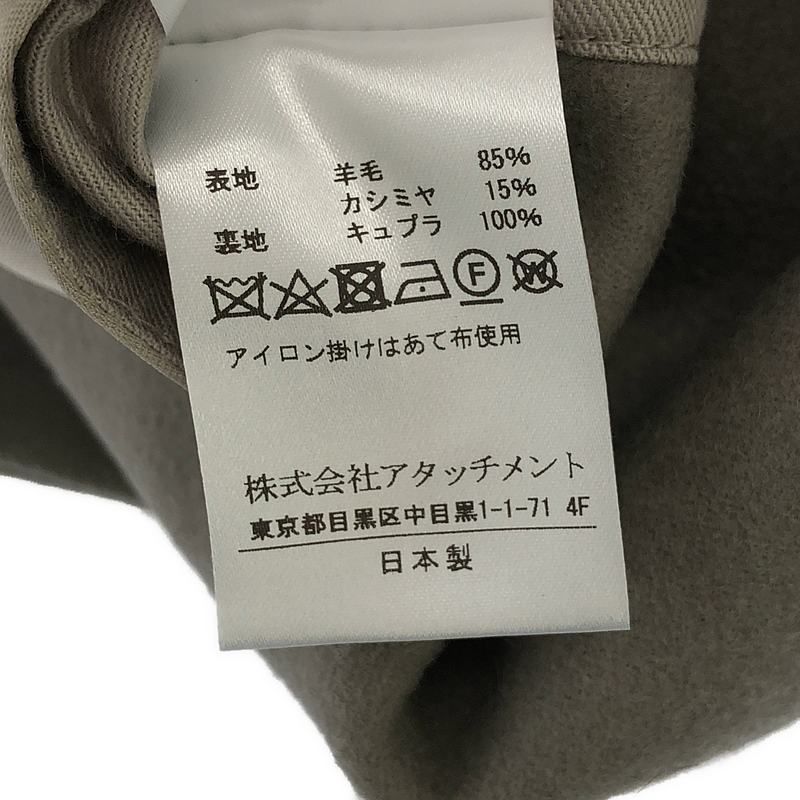 表地 羊毛 85%
カシミヤ 15%
裏地 キュプラ 100%
F W
アイロン掛けはあて布使用
株式会社アタッチメント
東京都目黒区中目黒1-1-71 4F
日本製